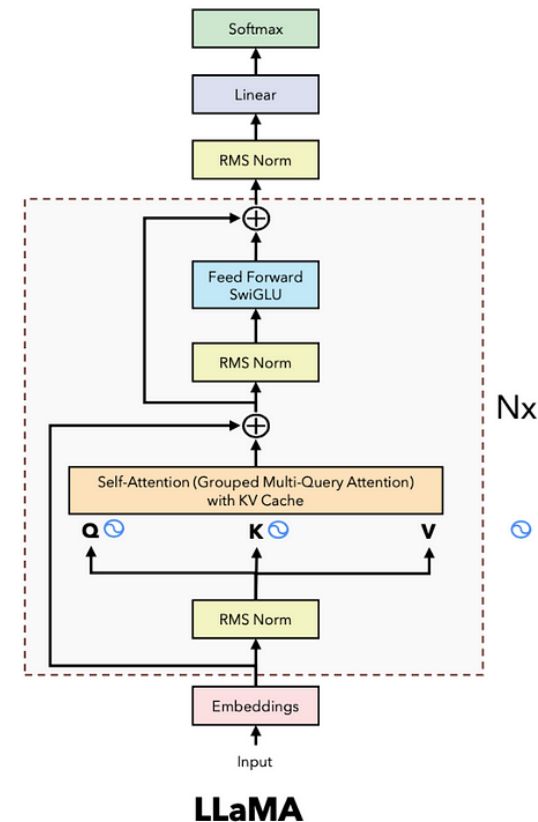 Softmax
Linear
RMS Norm
Feed Forward
SwiGLU
RMS Norm
Nx
Self-Attention (Grouped Multi-Query Attention)
with KV Cache
Q K V
RMS Norm
Embeddings
Input
LLaMA